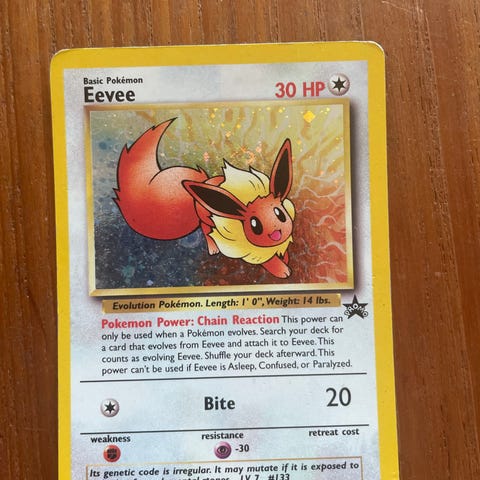 Basic Pokémon
Eevee
30 HP
Evolution Pokémon. Length: 1' 0", Weight: 14 lbs.
PROMO
Pokemon Power: Chain Reaction This power can
only be used when a Pokémon evolves. Search your deck for
a card that evolves from Eevee and attach it to Eevee. This
counts as evolving Eevee. Shuffle your deck afterward. This
power can't be used if Eevee is Asleep, Confused, or Paralyzed.
Bite 20
weakness resistance retreat cost
-30
Its genetic code is irregular. It may mutate if it is exposed to
LV. 7 #133